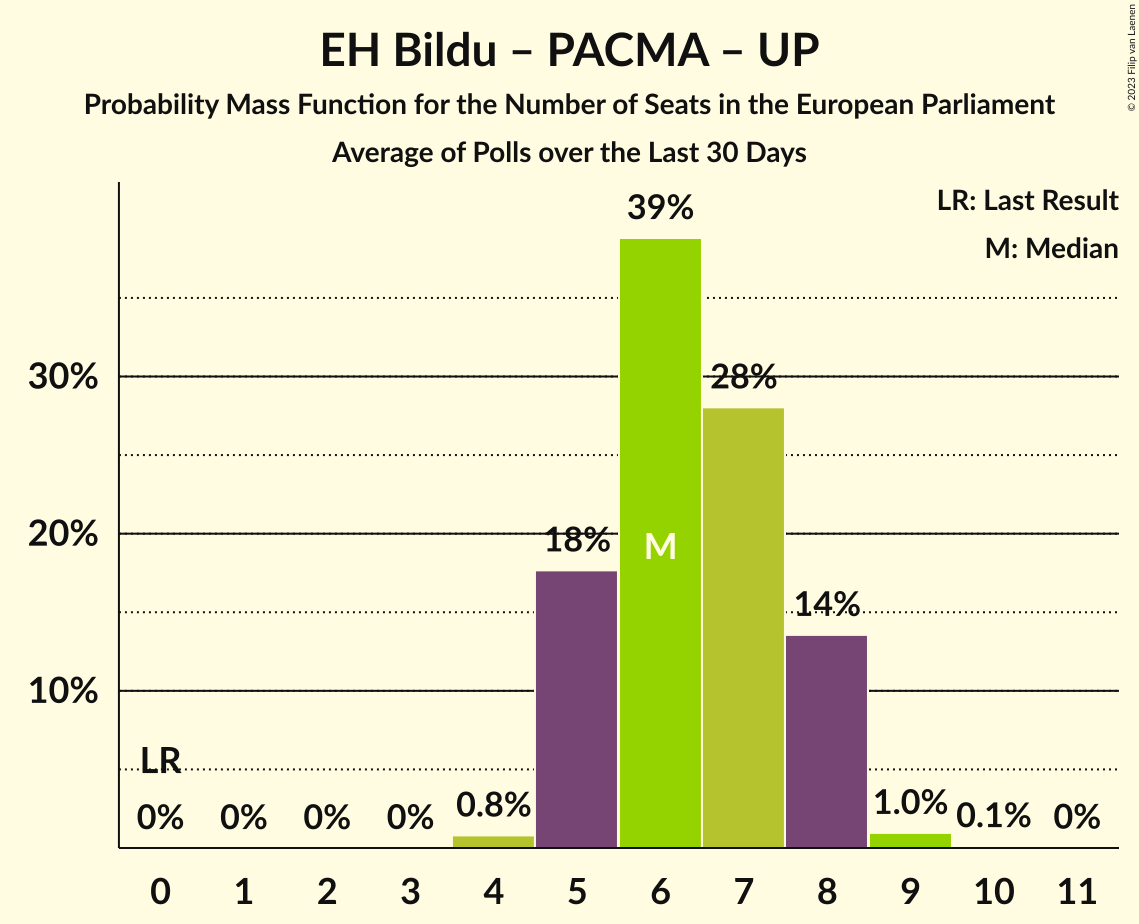 EH Bildu – PACMA – UP
Probability Mass Function for the Number of Seats in the European Parliament
Average of Polls over the Last 30 Days
© 2023 Filip van Laenen
LR: Last Result
M: Median
39%
30%
28%
20%
18%
M
14%
10%
LR
0%
0%
0%
0%
0.8%
1.0%
0.1%
0%
0 1 2 3 4 5 6 7 8 9 10 11